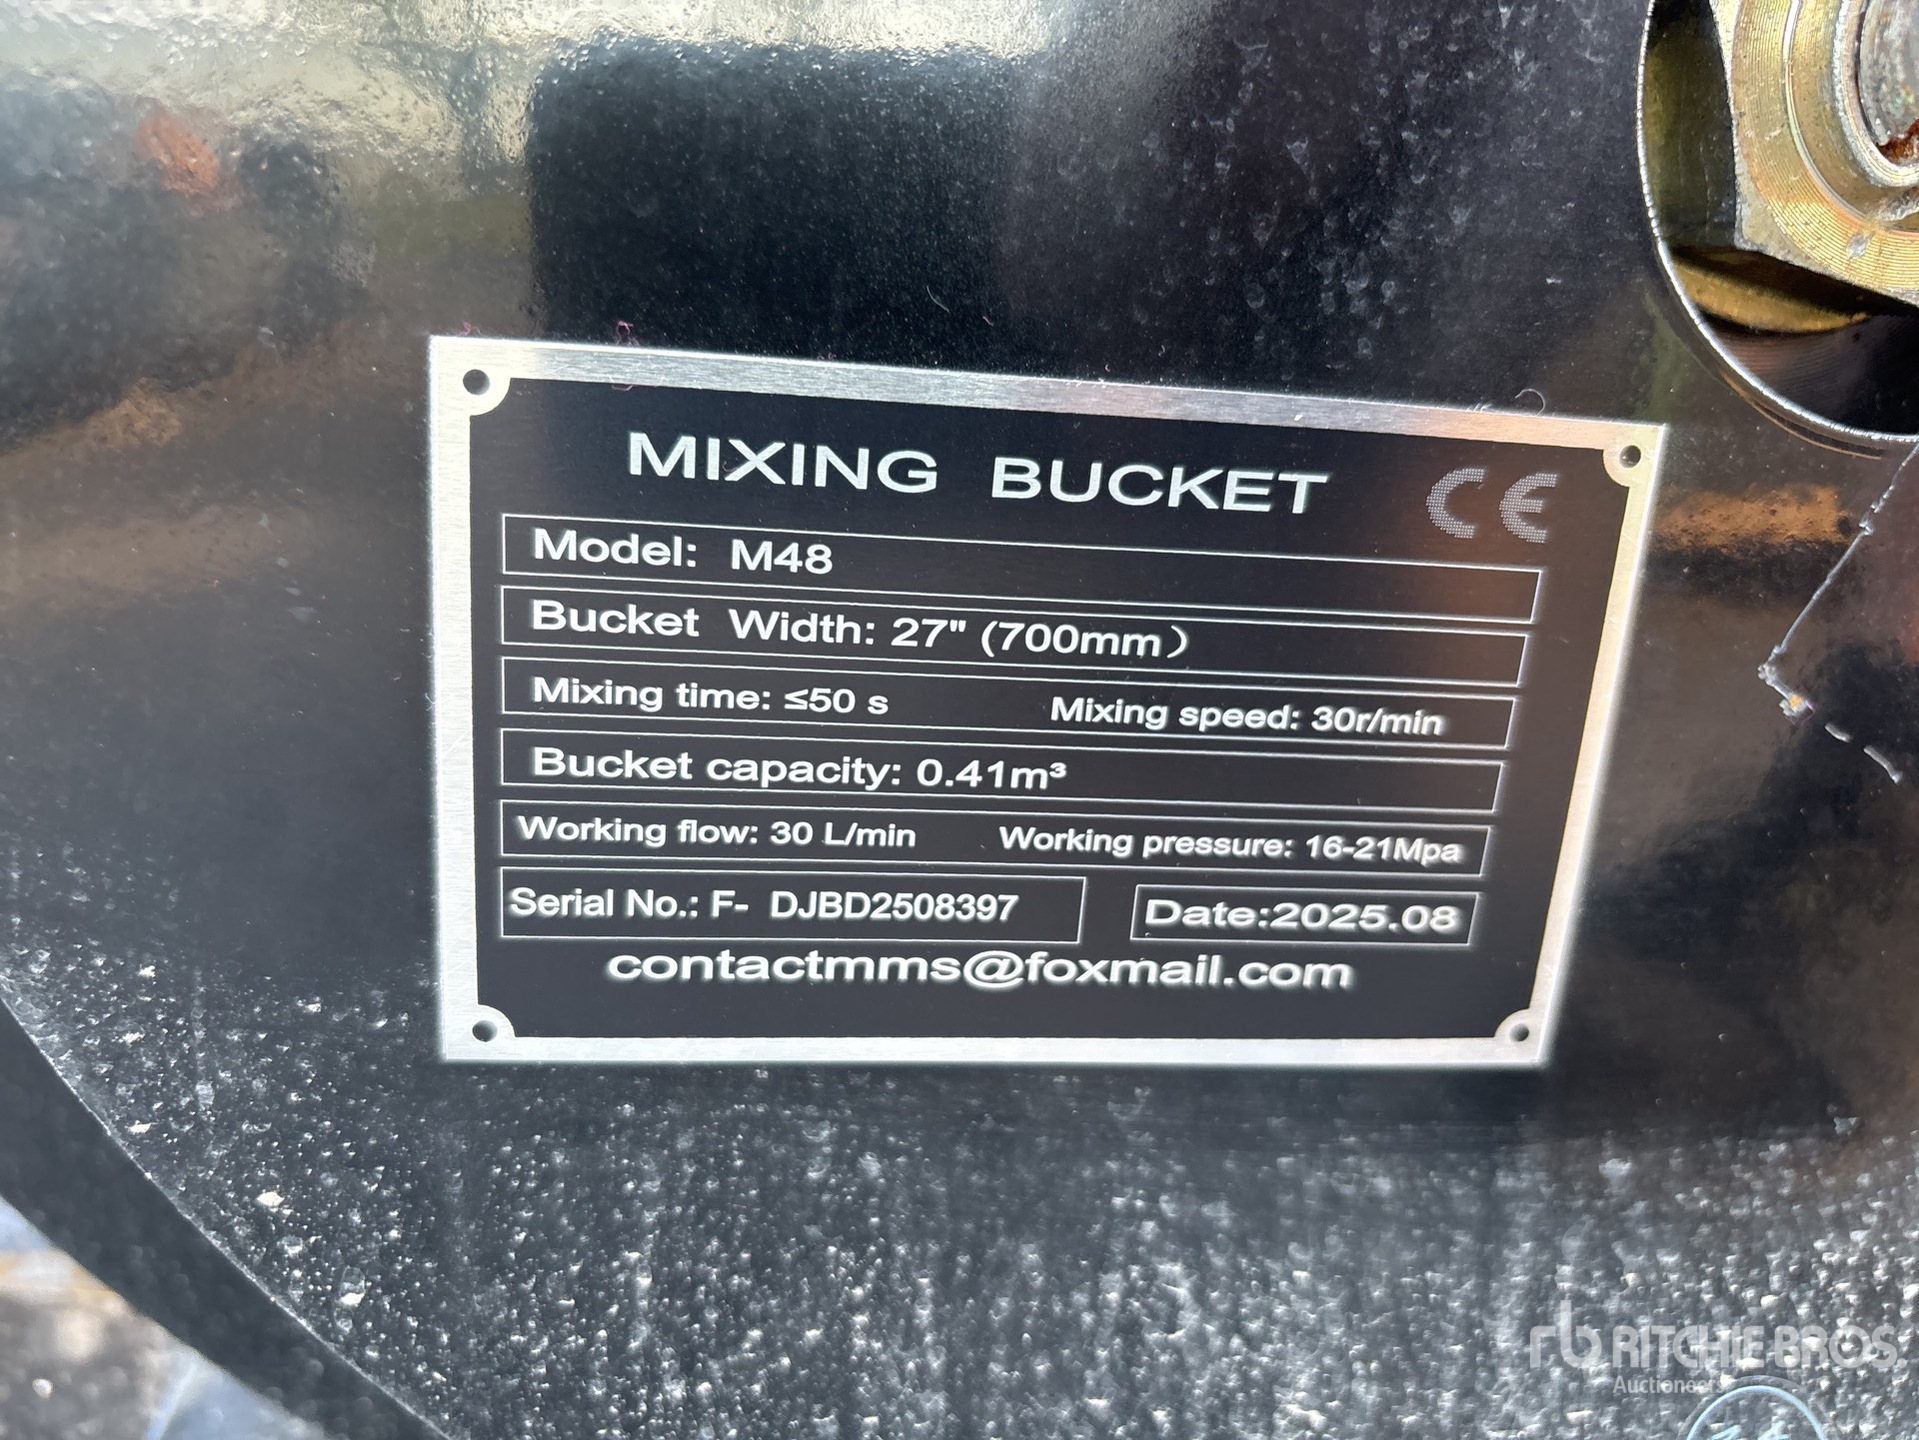 MIXING BUCKET CE
Model: M48
Bucket Width: 27" (700mm)
Mixing time: ≤50 s Mixing speed: 30r/min
Bucket capacity: 0.41m³
Working flow: 30 L/min Working pressure: 16-21Mpa
Serial No.: F- DJBD2508397 Date:2025.08
contactmms@foxmail.com
rb RITCHIE BROS.
Auctioneers